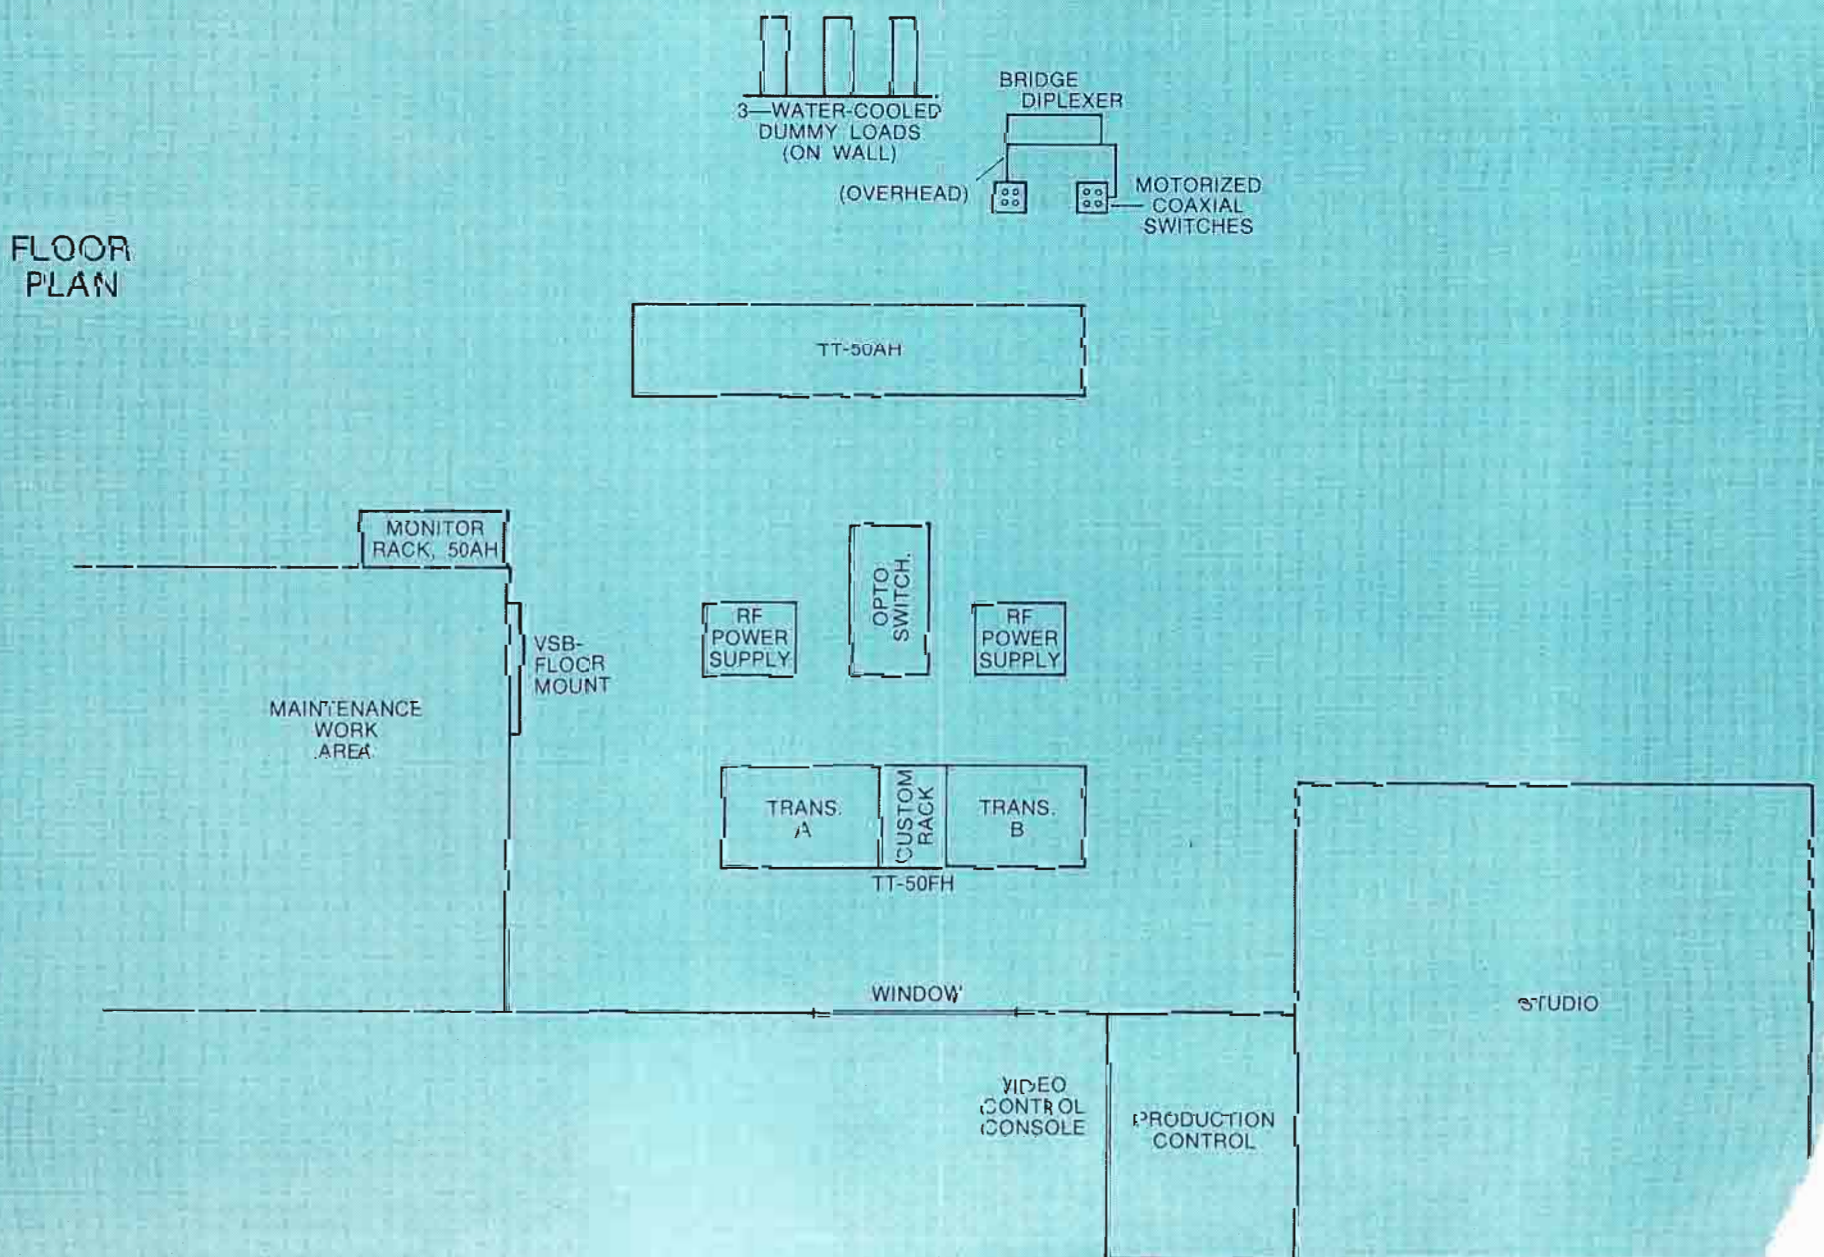 3—WATER-COOLED
DUMMY LOADS
(ON WALL)
BRIDGE
DIPLEXER
(OVERHEAD)
MOTORIZED
COAXIAL
SWITCHES
FLOOR
PLAN
TT-50AH
MONITOR
RACK, 50AH
VSB-
FLOOR
MOUNT
RF
POWER
SUPPLY
OPTO
SWITCH.
RF
POWER
SUPPLY
MAINTENANCE
WORK
AREA
TRANS.
A
CUSTOM
RACK
TRANS.
B
TT-50FH
WINDOW
STUDIO
VIDEO
CONTROL
CONSOLE
PRODUCTION
CONTROL